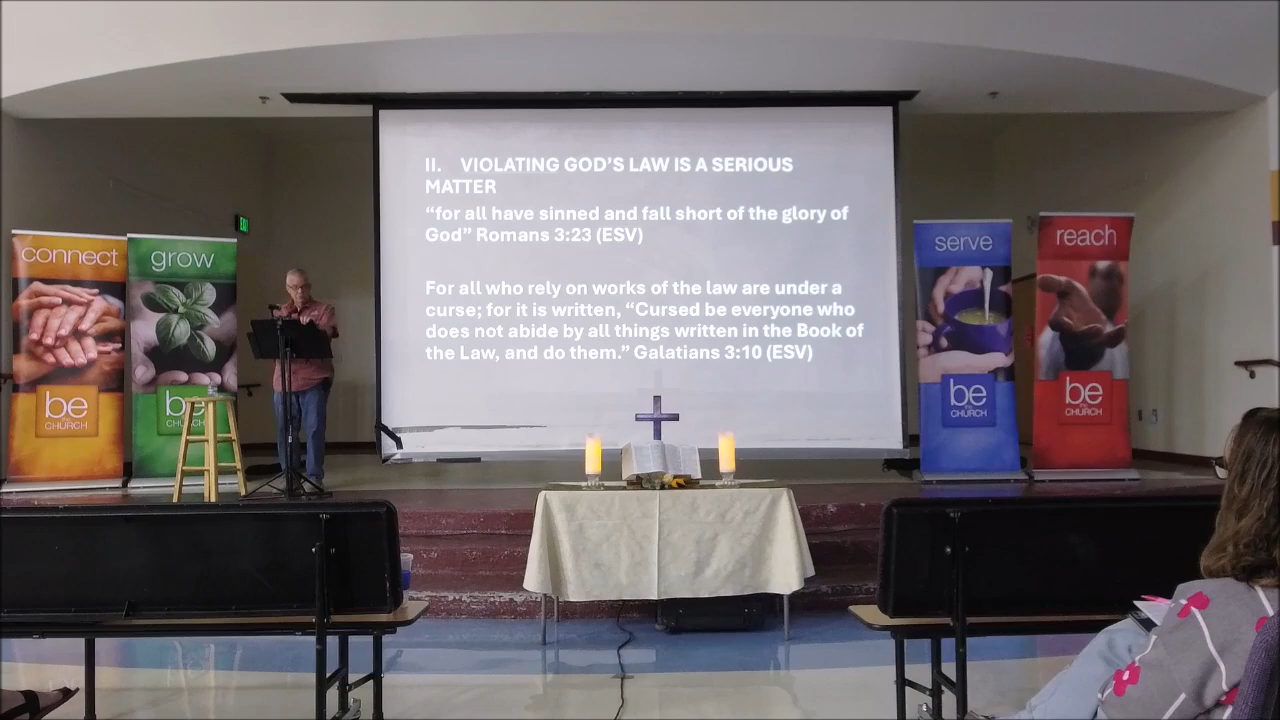 II. VIOLATING GOD’S LAW IS A SERIOUS
MATTER
“for all have sinned and fall short of the glory of
God” Romans 3:23 (ESV)
For all who rely on works of the law are under a
curse; for it is written, “Cursed be everyone who
does not abide by all things written in the Book of
the Law, and do them.” Galatians 3:10 (ESV)
connect
be
CHURCH
grow
be
CHURCH
EXIT
serve
be
CHURCH
reach
be
CHURCH